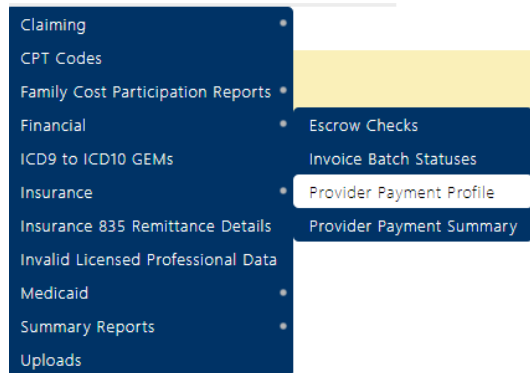 Claiming
CPT Codes
Family Cost Participation Reports
Financial
ICD9 to ICD10 GEMs
Insurance
Insurance 835 Remittance Details
Invalid Licensed Professional Data
Medicaid
Summary Reports
Uploads
Escrow Checks
Invoice Batch Statuses
Provider Payment Profile
Provider Payment Summary